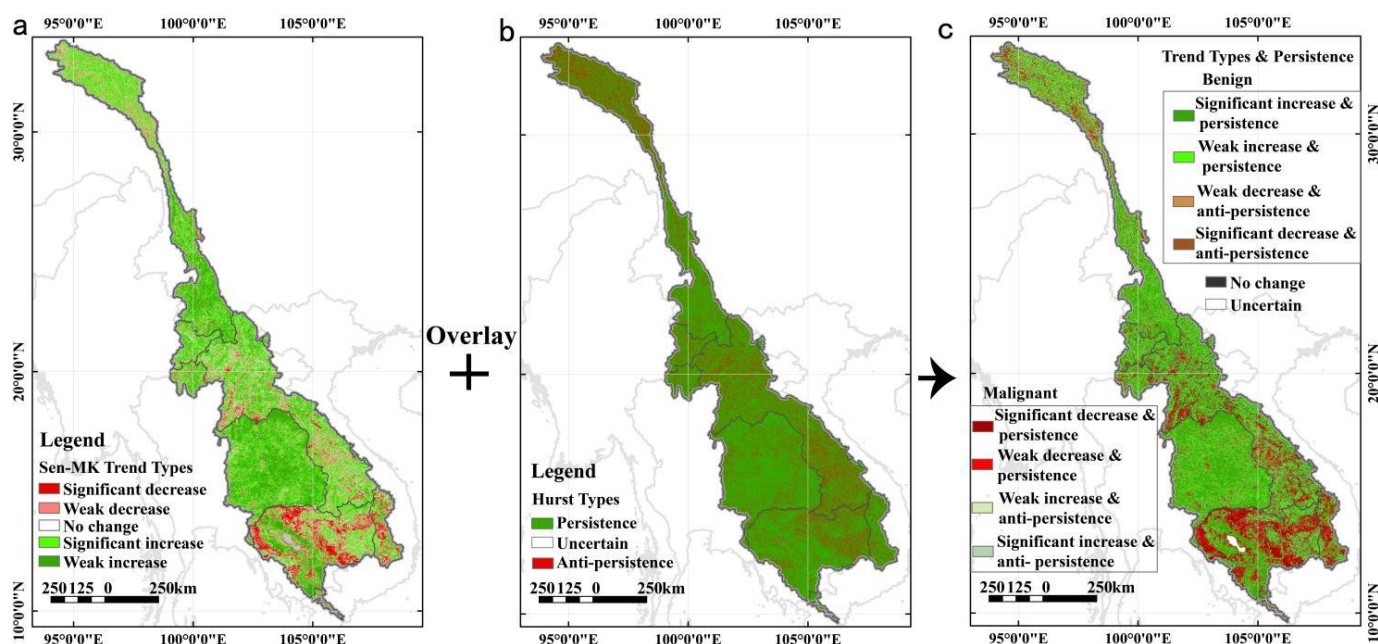 a
95°0'0"E 100°0'0"E 105°0'0"E
30°0'0"N
20°0'0"N
10°0'0"N
Legend
Sen-MK Trend Types
Significant decrease
Weak decrease
No change
Significant increase
Weak increase
250 125 0 250km
95°0'0"E 100°0'0"E 105°0'0"E
Overlay
+
b
100°0'0"E 105°0'0"E
Legend
Hurst Types
Persistence
Uncertain
Anti-persistence
250 125 0 250km
95°0'0"E 100°0'0"E 105°0'0"E
c
95°0'0"E 100°0'0"E 105°0'0"E
Trend Types & Persistence
Benign
Significant increase &
persistence
Weak increase &
persistence
Weak decrease &
anti-persistence
Significant decrease &
anti-persistence
No change
Uncertain
30°0'0"N
20°0'0"N
10°0'0"N
Malignant
Significant decrease &
persistence
Weak decrease &
persistence
Weak increase &
anti-persistence
Significant increase &
anti- persistence
250 125 0 250km
95°0'0"E 100°0'0"E 105°0'0"E